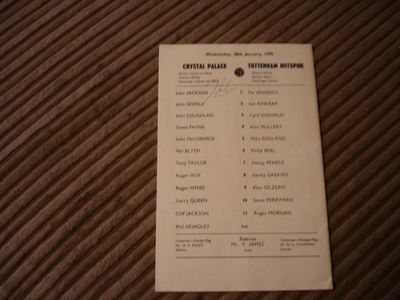 Wednesday, 28th January, 1970
CRYSTAL PALACE TOTTENHAM HOTSPUR
John JACKSON 1 Pat JENNINGS
John SEWELL 2 Joe KINNEAR
John LOUGHLAN 3 Cyril KNOWLES
David PAYNE 4 Alan MULLERY
John McCORMICK 5 Mike ENGLAND
Mel BLYTH 6 Philip BEAL
Tony TAYLOR 7 Jimmy PEARCE
Roger HOY 8 Jimmy GREAVES
Roger HYND 9 Alan GILZEAN
Gerry QUEEN 10 Steve PERRYMAN
Cliff JACKSON 11 Roger MORGAN
Phil HOADLEY Sub.
Referee
Mr. V. JAMES
Linesman—Orange Flag